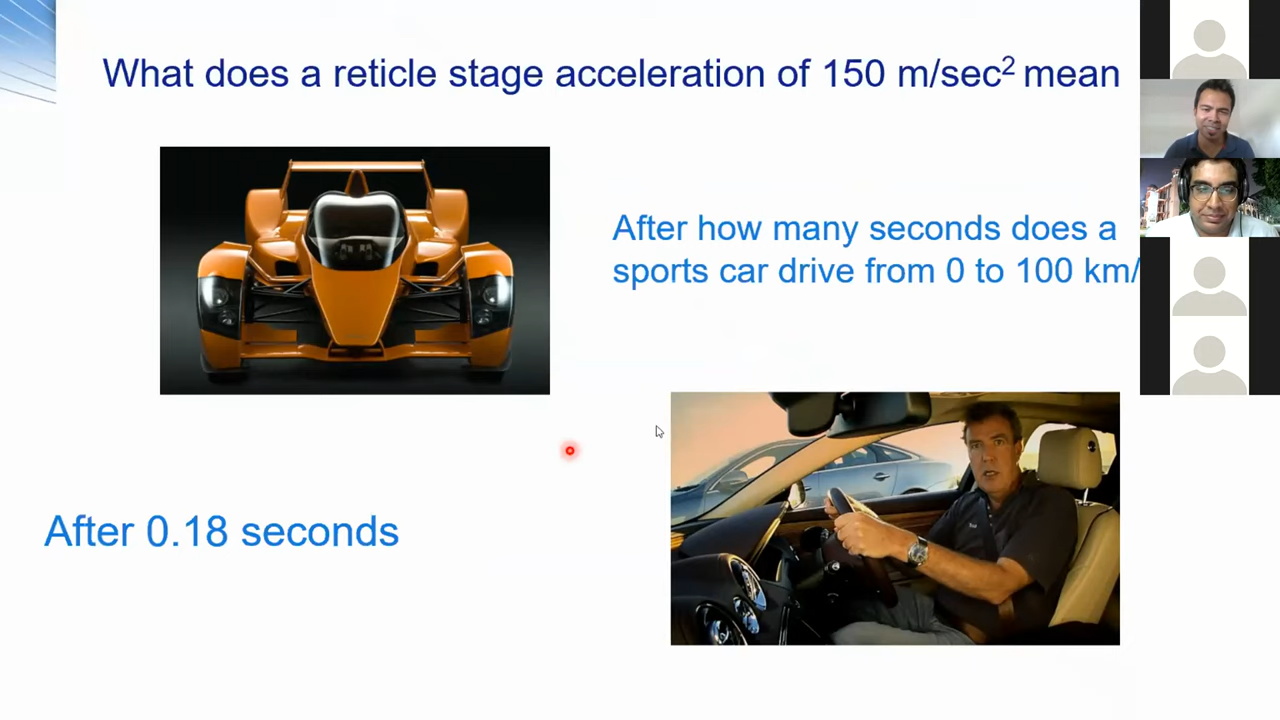 What does a reticle stage acceleration of 150 m/sec² mean
After how many seconds does a
sports car drive from 0 to 100 km/
After 0.18 seconds